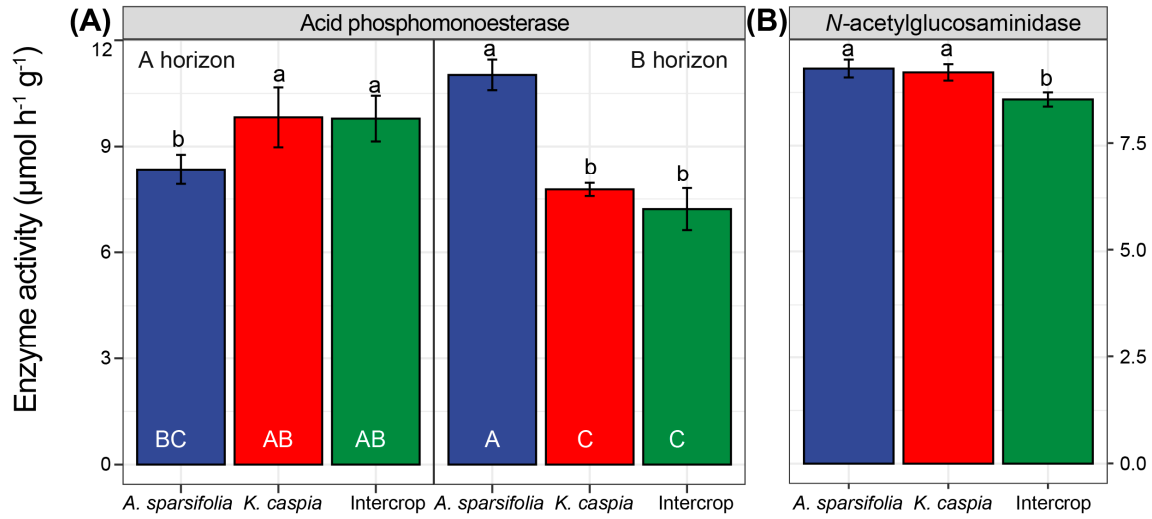 (A)
Acid phosphomonoesterase
(B)
N-acetylglucosaminidase
Enzyme activity (µmol h-1 g-1)
12
9
6
3
0
A horizon
B horizon
b
a
a
a
b
b
BC
AB
AB
A
C
C
A. sparsifolia
K. caspia
Intercrop
A. sparsifolia
K. caspia
Intercrop
a
a
b
7.5
5.0
2.5
0.0
A. sparsifolia
K. caspia
Intercrop